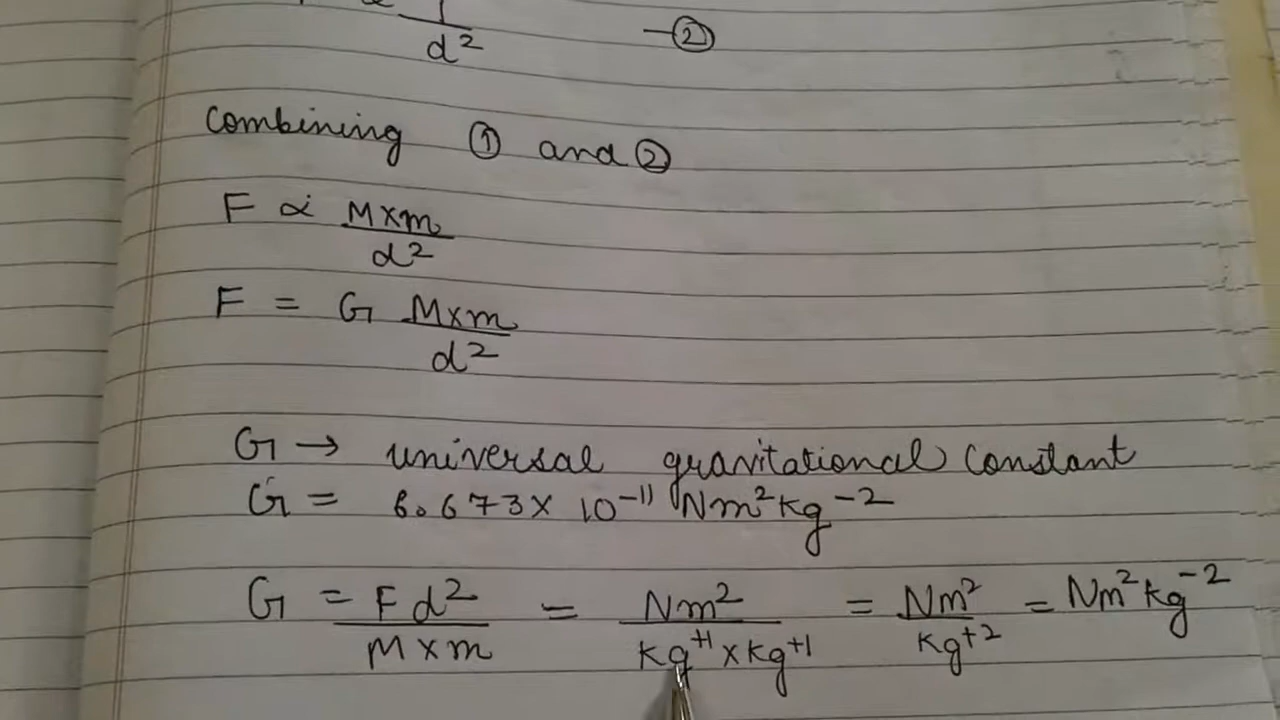 1
d² — ②
Combining ① and ②
F ∝ M×m
d²
F = G M×m
d²
G → universal gravitational constant
G = 6.673× 10⁻¹¹ Nm²kg⁻²
G = Fd² = Nm² = Nm² = Nm²kg⁻²
M×m kg⁺¹×kg⁺¹ kg⁺²